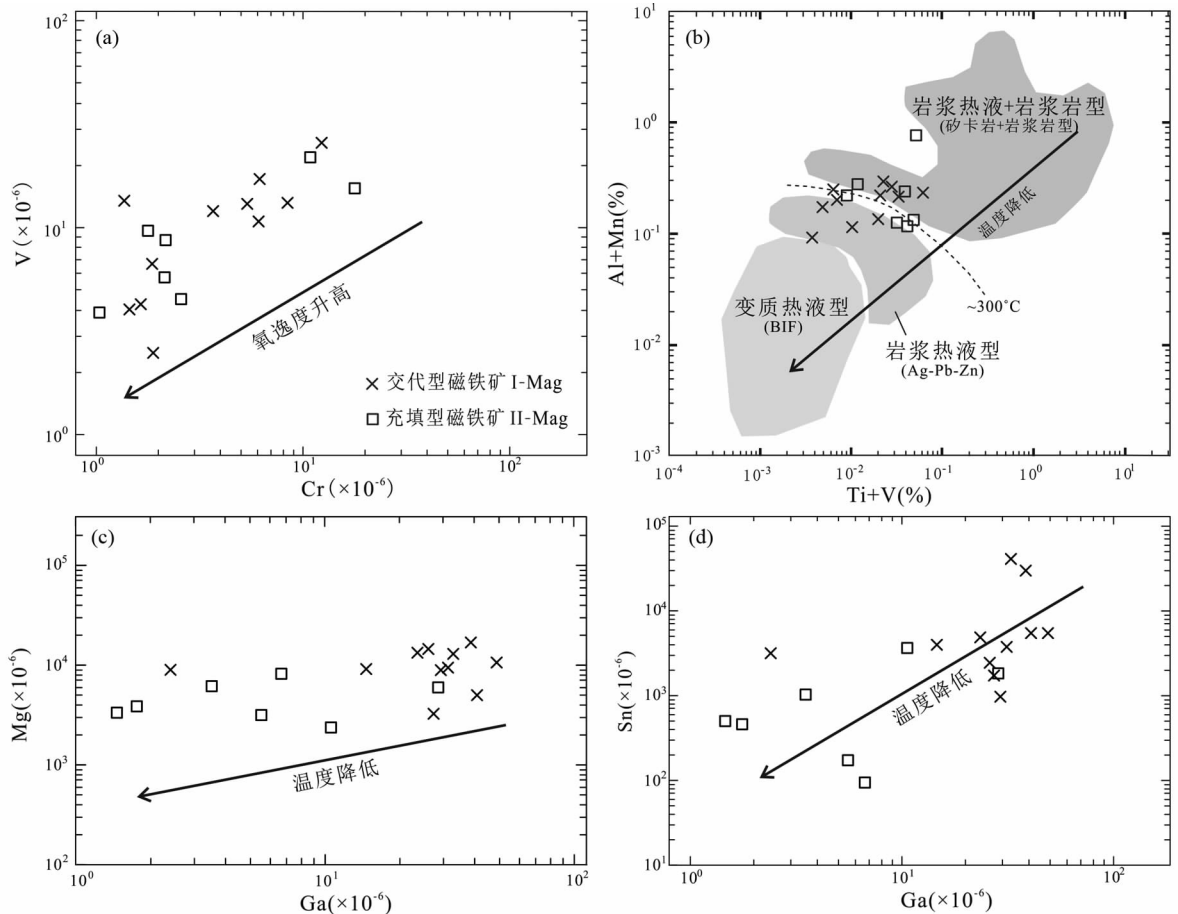 (a)
V(×10⁻⁶)
10²
10¹
10⁰
氧逸度升高
交代型磁铁矿 I-Mag
充填型磁铁矿 II-Mag
10⁰
10¹
10²
Cr(×10⁻⁶)
(b)
Al+Mn(%)
10¹
10⁰
10⁻¹
10⁻²
10⁻³
岩浆热液+岩浆岩型
(矽卡岩+岩浆岩型)
温度降低
~300°C
变质热液型
(BIF)
岩浆热液型
(Ag-Pb-Zn)
10⁻⁴
10⁻³
10⁻²
10⁻¹
10⁰
10¹
Ti+V(%)
(c)
Mg(×10⁻⁶)
10⁵
10⁴
10³
10²
温度降低
10⁰
10¹
10²
Ga(×10⁻⁶)
(d)
Sn(×10⁻⁶)
10⁵
10⁴
10³
10²
10¹
温度降低
10⁰
10¹
10²
Ga(×10⁻⁶)